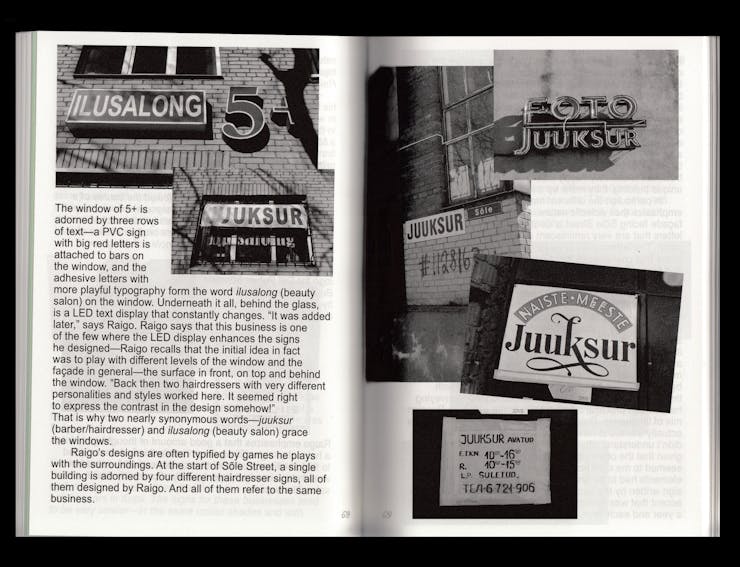 ILUSALONG 5+
JUUKSUR
ilusalong
The window of 5+ is
adorned by three rows
of text—a PVC sign
with big red letters is
attached to bars on
the window, and the
adhesive letters with
more playful typography form the word ilusalong (beauty
salon) on the window. Underneath it all, behind the glass,
is a LED text display that constantly changes. “It was added
later,” says Raigo. Raigo says that this business is one
of the few where the LED display enhances the signs
he designed—Raigo recalls that the initial idea in fact
was to play with different levels of the window and the
façade in general—the surface in front, on top and behind
the window. “Back then two hairdressers with very different
personalities and styles worked here. It seemed right
to express the contrast in the design somehow!”
That is why two nearly synonymous words—juuksur
(barber/hairdresser) and ilusalong (beauty salon) grace
the windows.
Raigo’s designs are often typified by games he plays
with the surroundings. At the start of Sõle Street, a single
building is adorned by four different hairdresser signs, all of
them designed by Raigo. And all of them refer to the same
business.
FOTO
JUUKSUR
Sõle
JUUKSUR
NAISTE·MEESTE
Juuksur
JUUKSUR AVATUD
E.T.K.N. 10⁰⁰-16⁰⁰
R. 10⁰⁰-15⁰⁰
L.P. SULETUD.
ТЕЛ-6 721-906
69